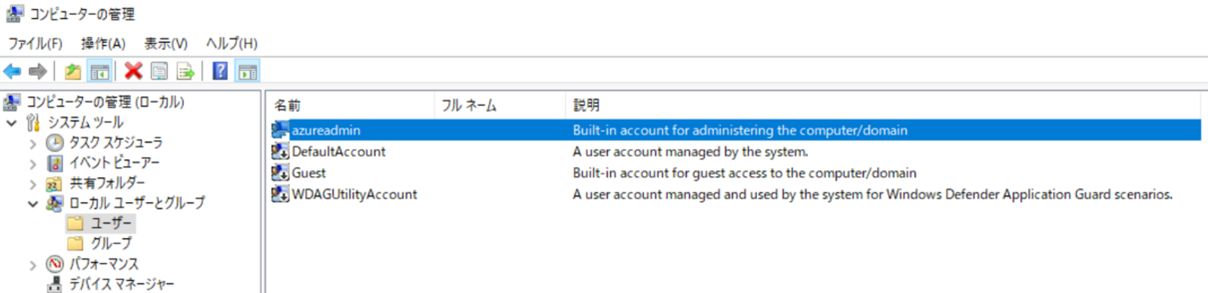 コンピューターの管理
ファイル(F) 操作(A) 表示(V) ヘルプ(H)
コンピューターの管理 (ローカル)
システム ツール
タスク スケジューラ
イベント ビューアー
共有フォルダー
ローカル ユーザーとグループ
ユーザー
グループ
パフォーマンス
デバイス マネージャー
名前 フル ネーム 説明
azureadmin Built-in account for administering the computer/domain
DefaultAccount A user account managed by the system.
Guest Built-in account for guest access to the computer/domain
WDAGUtilityAccount A user account managed and used by the system for Windows Defender Application Guard scenarios.